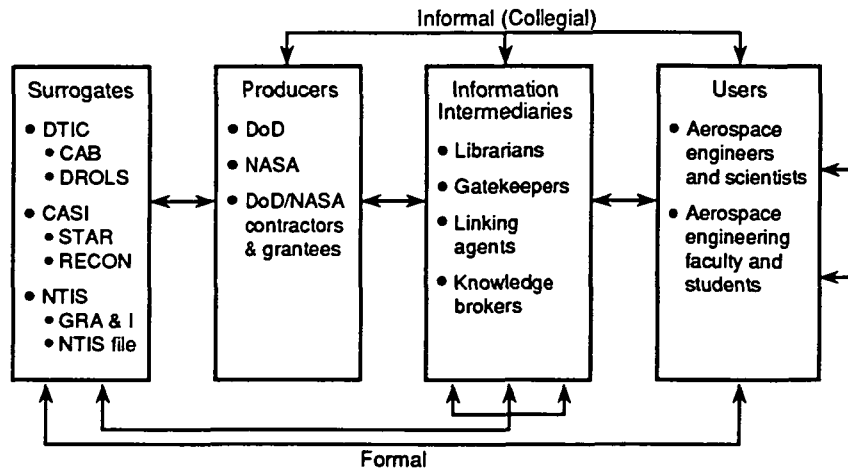 Informal (Collegial)
Surrogates
• DTIC
• CAB
• DROLS
• CASI
• STAR
• RECON
• NTIS
• GRA & I
• NTIS file
Producers
• DoD
• NASA
• DoD/NASA
contractors
& grantees
Information
Intermediaries
• Librarians
• Gatekeepers
• Linking
agents
• Knowledge
brokers
Users
• Aerospace
engineers
and scientists
• Aerospace
engineering
faculty and
students
Formal